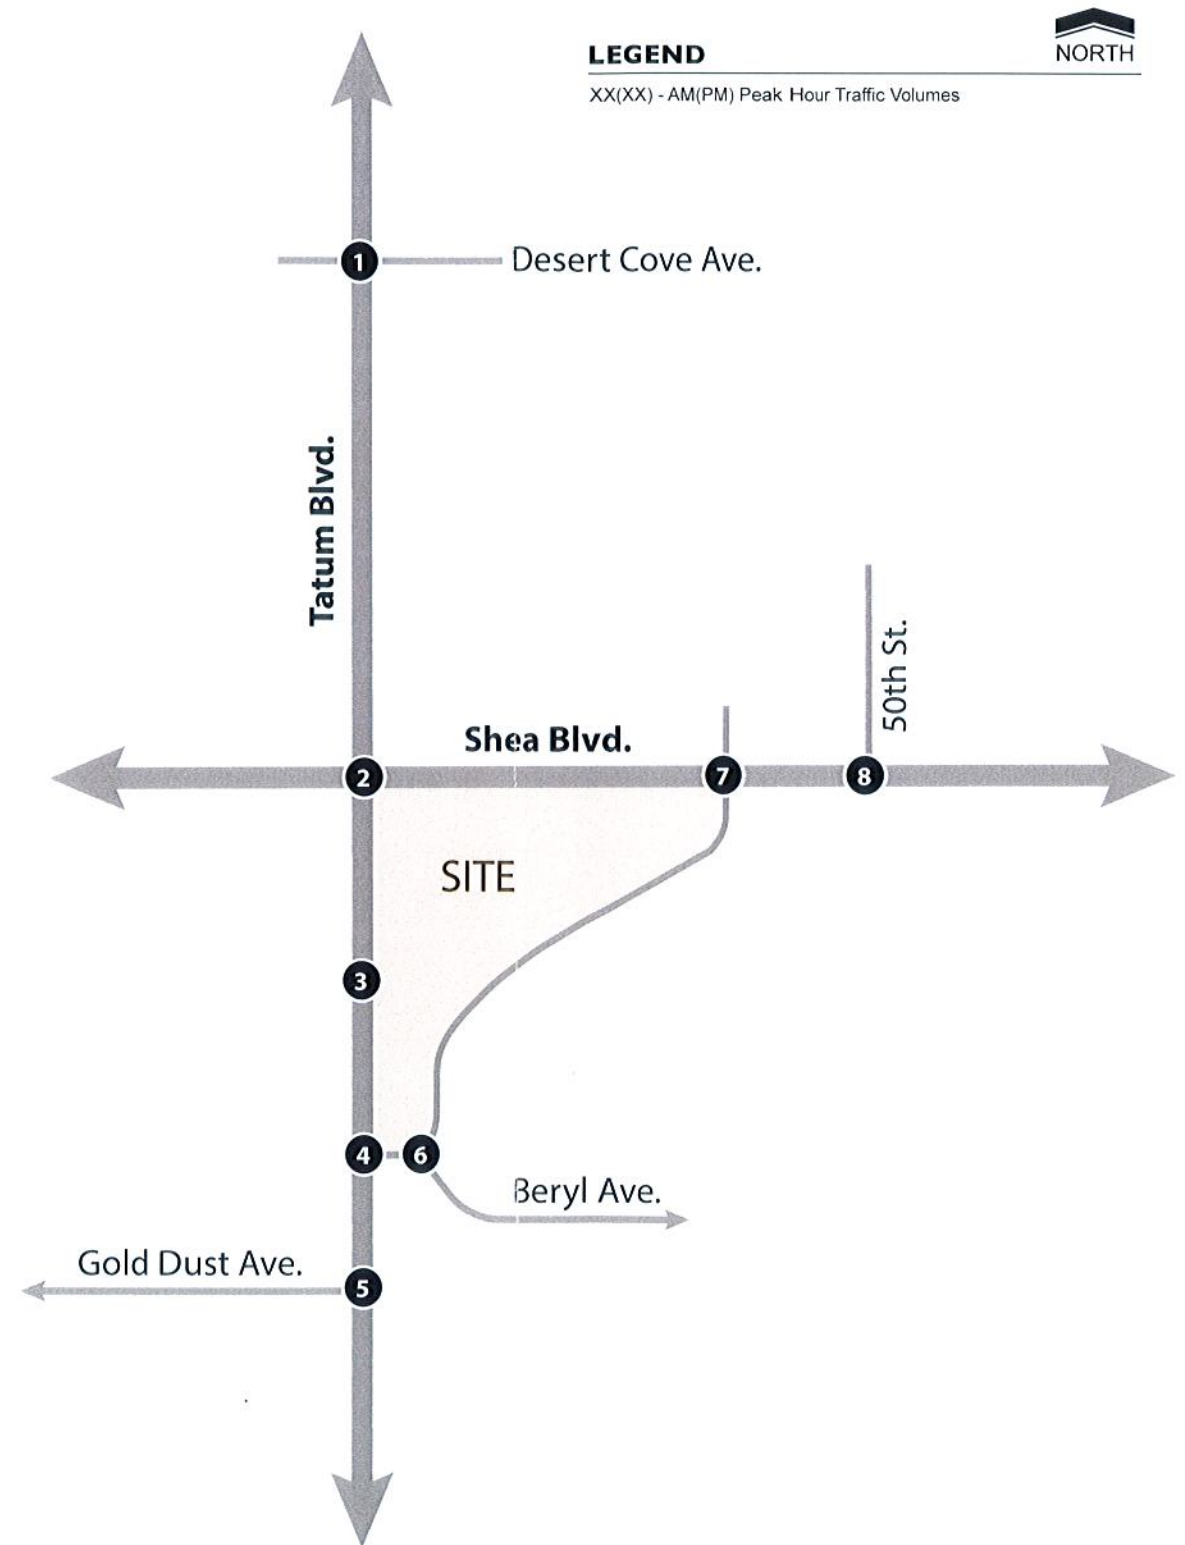 LEGEND
NORTH
XX(XX) - AM(PM) Peak Hour Traffic Volumes
1
Desert Cove Ave.
Tatum Blvd.
50th St.
Shea Blvd.
2
7
8
SITE
3
4
6
Beryl Ave.
Gold Dust Ave.
5